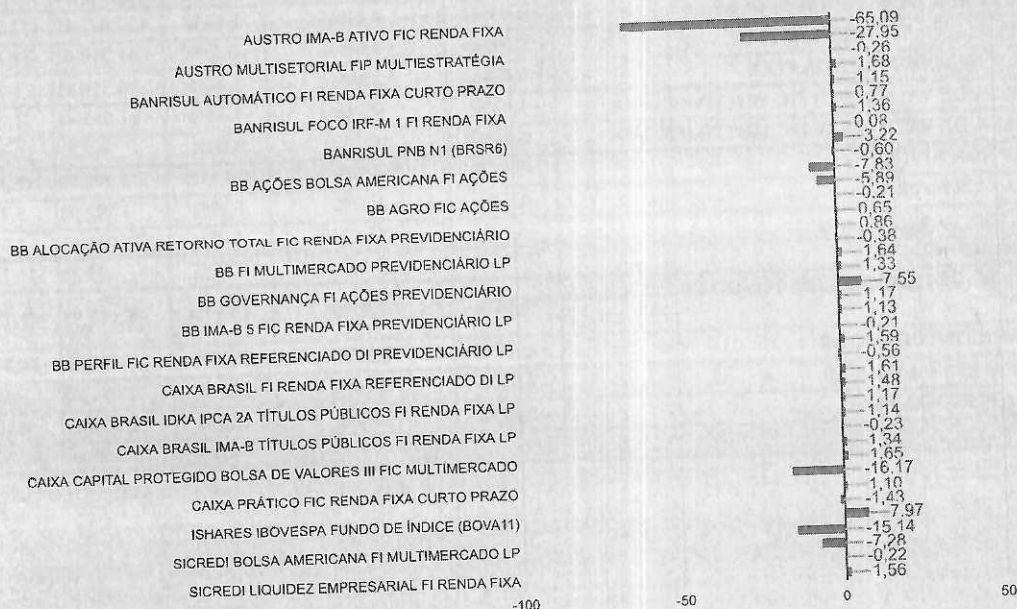 AUSTRO IMA-B ATIVO FIC RENDA FIXA
AUSTRO MULTISETORIAL FIP MULTIESTRATÉGIA
BANRISUL AUTOMÁTICO FI RENDA FIXA CURTO PRAZO
BANRISUL FOCO IRF-M 1 FI RENDA FIXA
BANRISUL PNB N1 (BRSR6)
BB AÇÕES BOLSA AMERICANA FI AÇÕES
BB AGRO FIC AÇÕES
BB ALOCAÇÃO ATIVA RETORNO TOTAL FIC RENDA FIXA PREVIDENCIÁRIO
BB FI MULTIMERCADO PREVIDENCIÁRIO LP
BB GOVERNANÇA FI AÇÕES PREVIDENCIÁRIO
BB IMA-B 5 FIC RENDA FIXA PREVIDENCIÁRIO LP
BB PERFIL FIC RENDA FIXA REFERENCIADO DI PREVIDENCIÁRIO LP
CAIXA BRASIL FI RENDA FIXA REFERENCIADO DI LP
CAIXA BRASIL IDKA IPCA 2A TÍTULOS PÚBLICOS FI RENDA FIXA LP
CAIXA BRASIL IMA-B TÍTULOS PÚBLICOS FI RENDA FIXA LP
CAIXA CAPITAL PROTEGIDO BOLSA DE VALORES III FIC MULTIMERCADO
CAIXA PRÁTICO FIC RENDA FIXA CURTO PRAZO
ISHARES IBOVESPA FUNDO DE ÍNDICE (BOVA11)
SICREDI BOLSA AMERICANA FI MULTIMERCADO LP
SICREDI LIQUIDEZ EMPRESARIAL FI RENDA FIXA
-65,09
-27,95
-0,26
1,68
1,15
0,77
1,36
0,08
3,22
-0,60
-7,83
-5,89
-0,21
0,65
0,86
-0,38
1,64
1,33
7,55
1,17
1,13
-0,21
1,59
-0,56
1,61
1,48
1,17
1,14
-0,23
1,34
1,65
-16,17
1,10
-1,43
7,97
-15,14
-7,28
-0,22
1,56
-100 -50 0 50